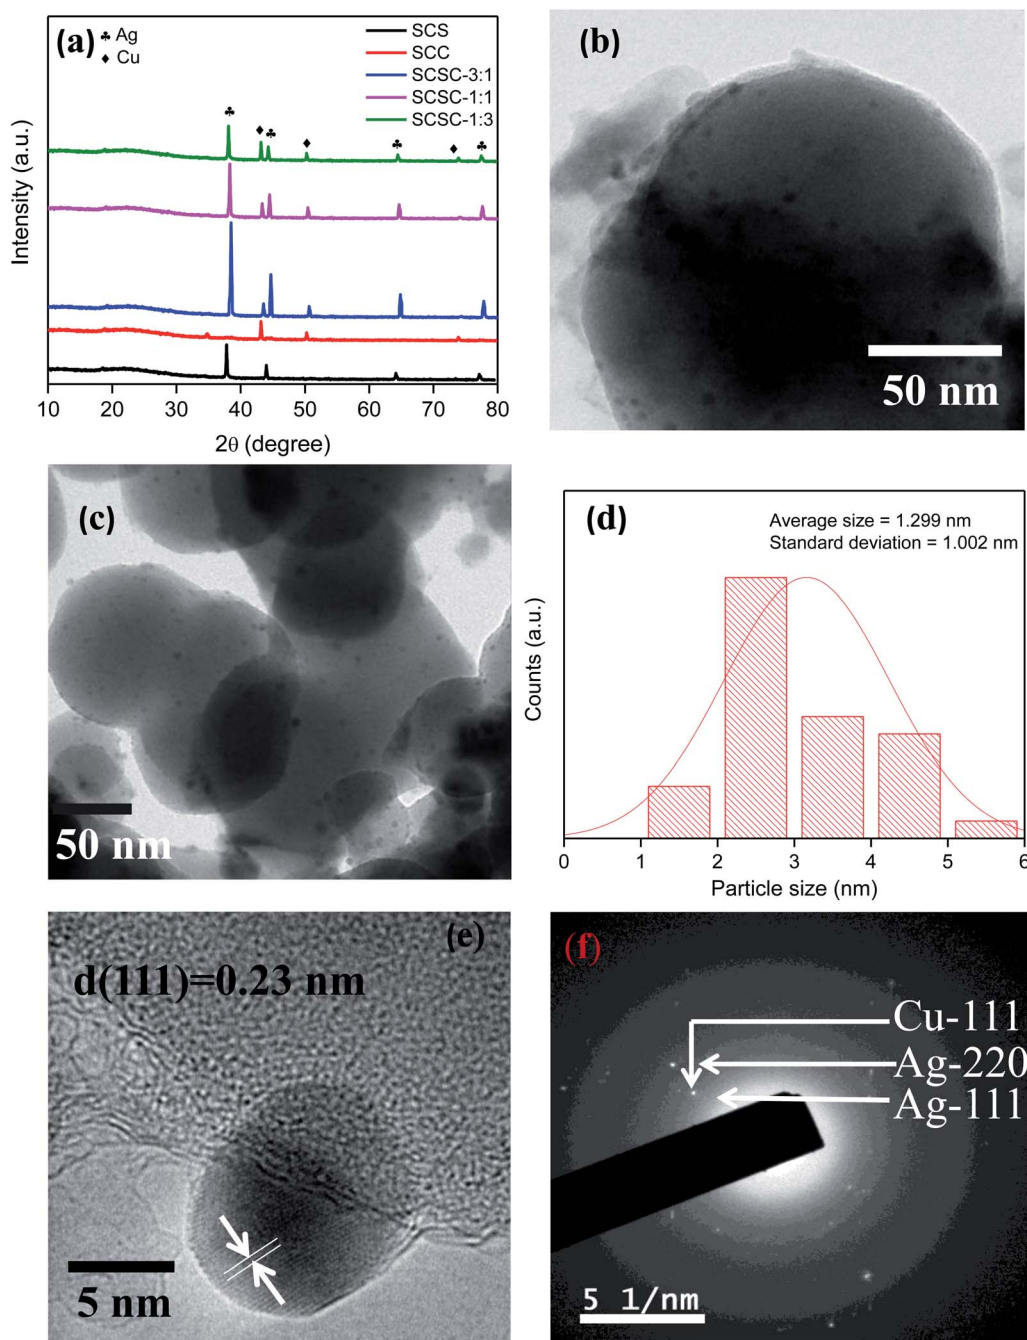 (a)
♣ Ag
♦ Cu
SCS
SCC
SCSC-3:1
SCSC-1:1
SCSC-1:3
Intensity (a.u.)
10 20 30 40 50 60 70 80
2θ (degree)
(b)
50 nm
(c)
50 nm
(d)
Average size = 1.299 nm
Standard deviation = 1.002 nm
Counts (a.u.)
0 1 2 3 4 5 6
Particle size (nm)
(e)
d(111)=0.23 nm
5 nm
(f)
Cu-111
Ag-220
Ag-111
5 1/nm